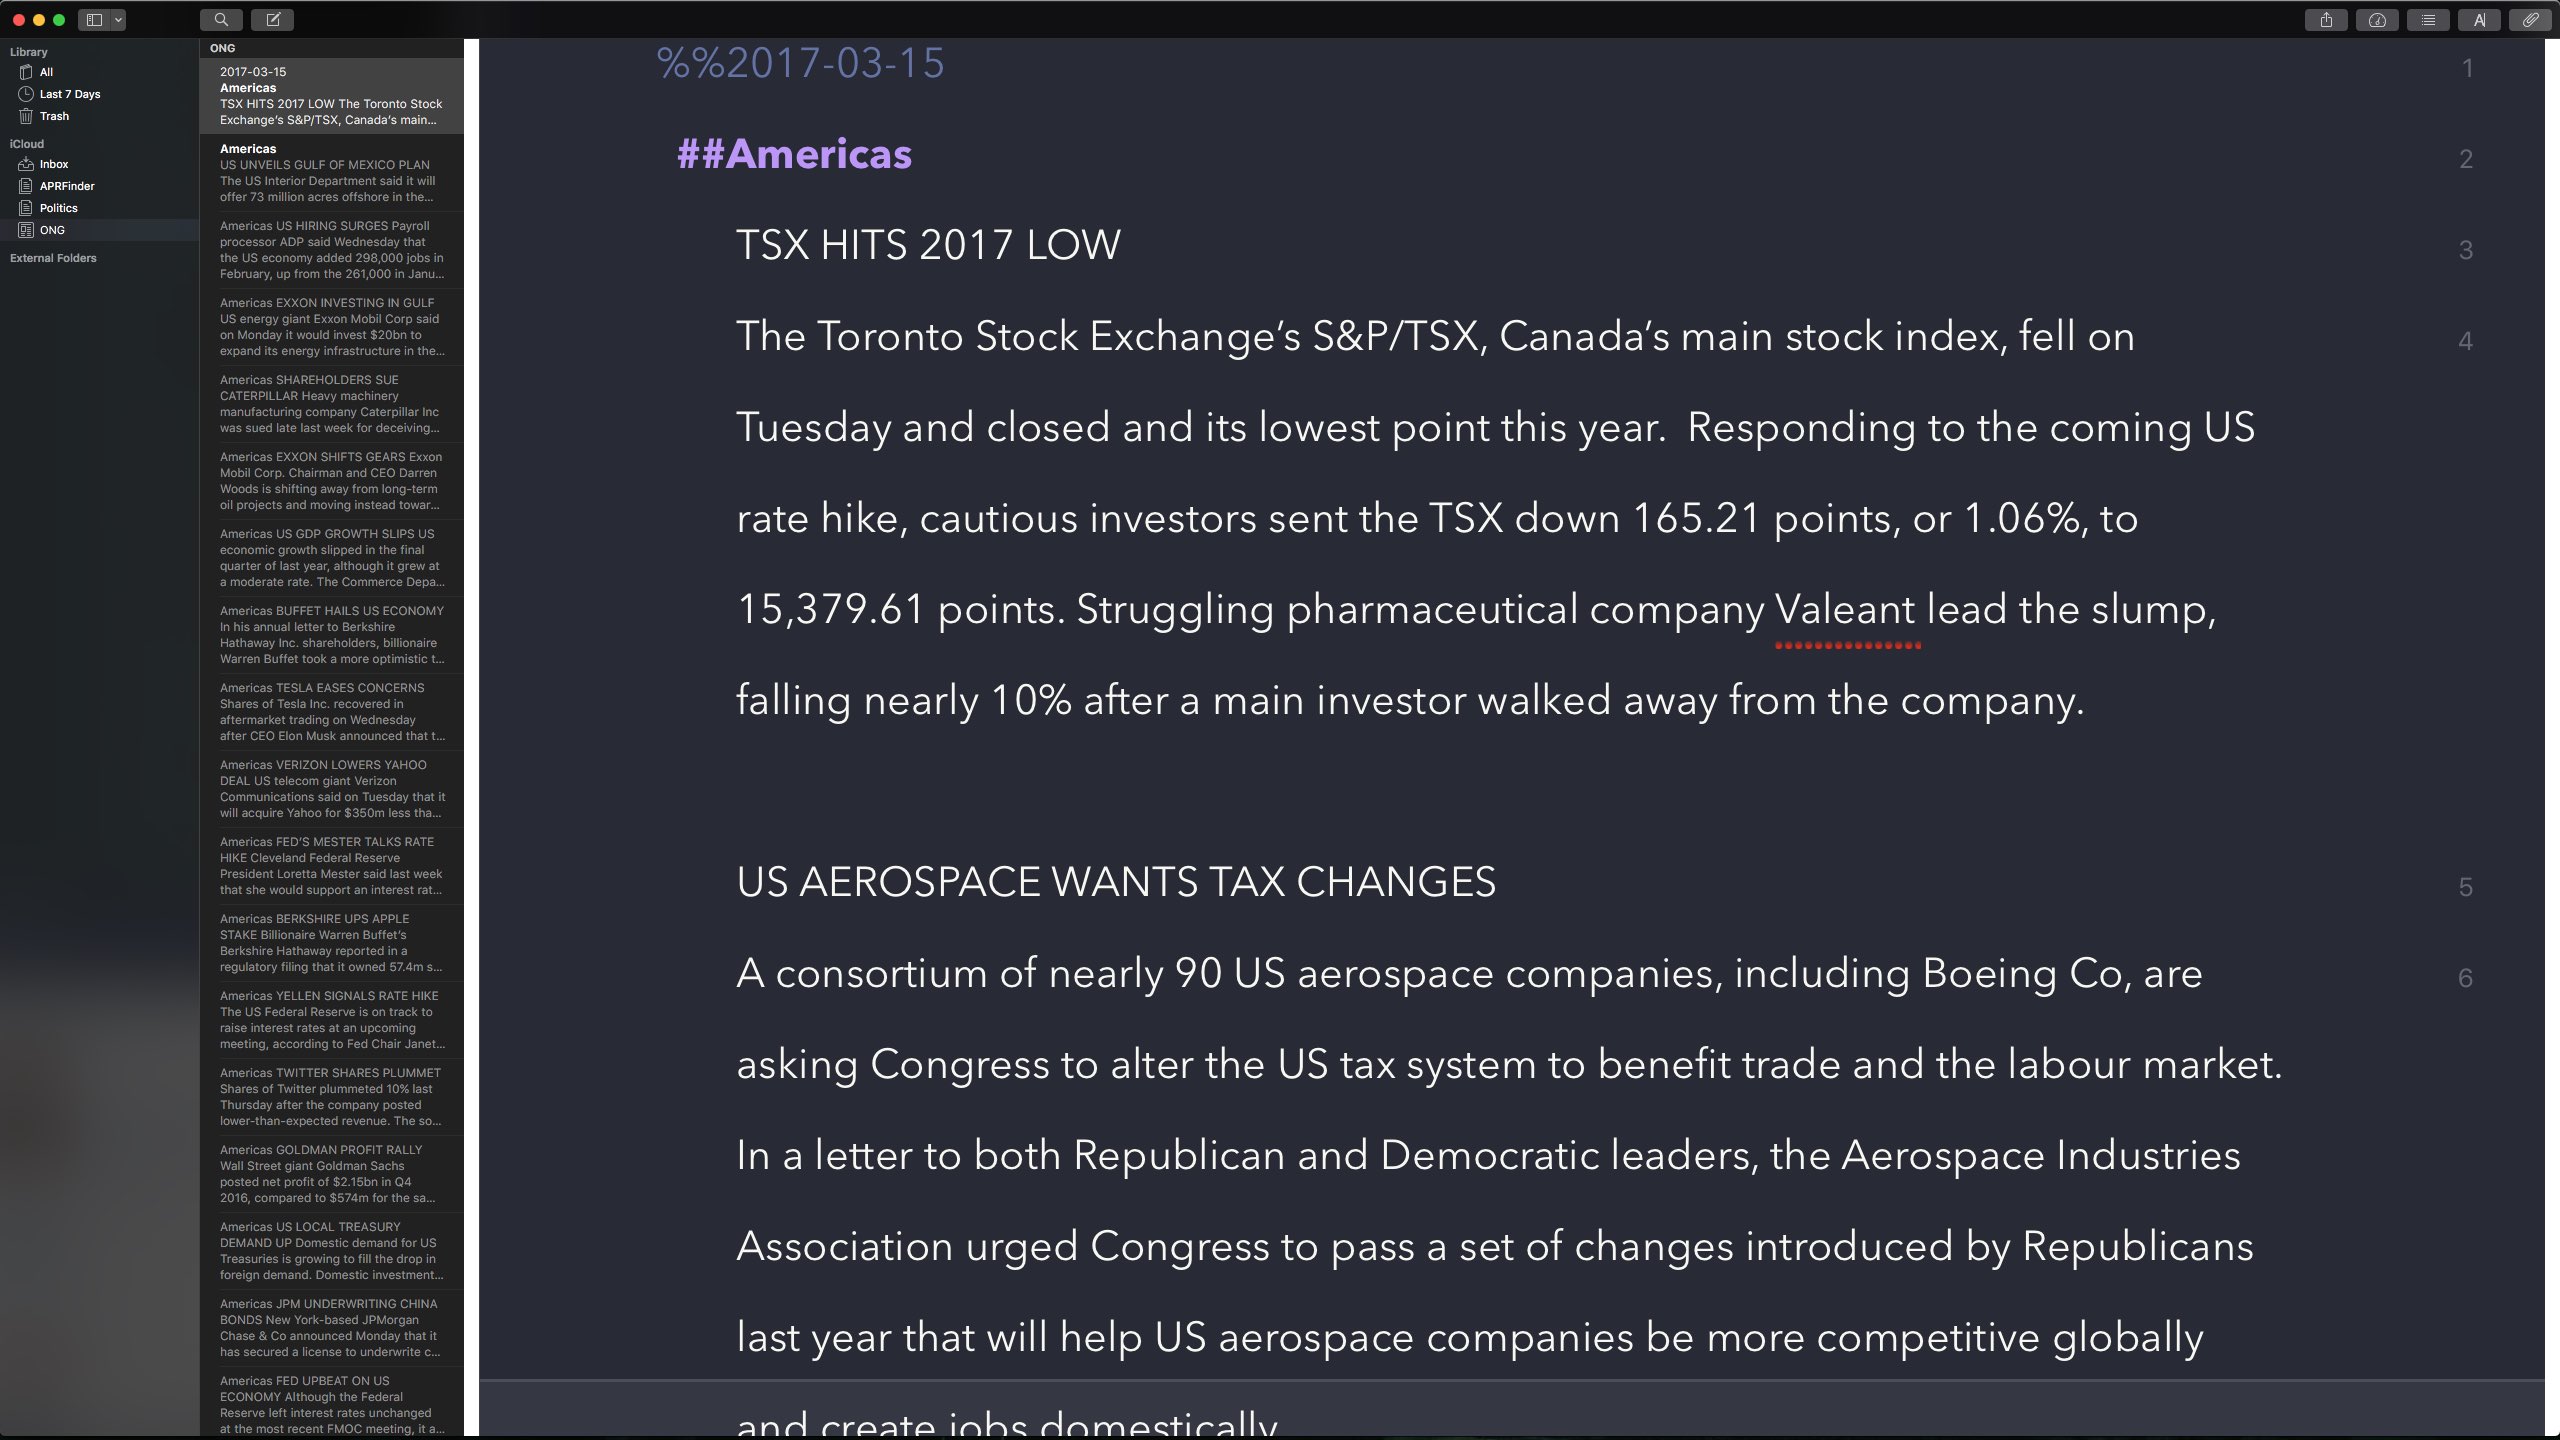 Library
All
Last 7 Days
Trash
iCloud
Inbox
APRFinder
Politics
ONG
External Folders
ONG
2017-03-15
Americas
TSX HITS 2017 LOW The Toronto Stock
Exchange’s S&P/TSX, Canada’s main...
Americas
US UNVEILS GULF OF MEXICO PLAN
The US Interior Department said it will
offer 73 million acres offshore in the...
Americas US HIRING SURGES Payroll
processor ADP said Wednesday that
the US economy added 298,000 jobs in
February, up from the 261,000 in Janu...
Americas EXXON INVESTING IN GULF
US energy giant Exxon Mobil Corp said
on Monday it would invest $20bn to
expand its energy infrastructure in the...
Americas SHAREHOLDERS SUE
CATERPILLAR Heavy machinery
manufacturing company Caterpillar Inc
was sued late last week for deceiving...
Americas EXXON SHIFTS GEARS Exxon
Mobil Corp. Chairman and CEO Darren
Woods is shifting away from long-term
oil projects and moving instead towar...
Americas US GDP GROWTH SLIPS US
economic growth slipped in the final
quarter of last year, although it grew at
a moderate rate. The Commerce Depa...
Americas BUFFET HAILS US ECONOMY
In his annual letter to Berkshire
Hathaway Inc. shareholders, billionaire
Warren Buffet took a more optimistic t...
Americas TESLA EASES CONCERNS
Shares of Tesla Inc. recovered in
aftermarket trading on Wednesday
after CEO Elon Musk announced that t...
Americas VERIZON LOWERS YAHOO
DEAL US telecom giant Verizon
Communications said on Tuesday that it
will acquire Yahoo for $350m less tha...
Americas FED’S MESTER TALKS RATE
HIKE Cleveland Federal Reserve
President Loretta Mester said last week
that she would support an interest rat...
Americas BERKSHIRE UPS APPLE
STAKE Billionaire Warren Buffet’s
Berkshire Hathaway reported in a
regulatory filing that it owned 57.4m s...
Americas YELLEN SIGNALS RATE HIKE
The US Federal Reserve is on track to
raise interest rates at an upcoming
meeting, according to Fed Chair Janet...
Americas TWITTER SHARES PLUMMET
Shares of Twitter plummeted 10% last
Thursday after the company posted
lower-than-expected revenue. The so...
Americas GOLDMAN PROFIT RALLY
Wall Street giant Goldman Sachs
posted net profit of $2.15bn in Q4
2016, compared to $574m for the sa...
Americas US LOCAL TREASURY
DEMAND UP Domestic demand for US
Treasuries is growing to fill the drop in
foreign demand. Domestic investment...
Americas JPM UNDERWRITING CHINA
BONDS New York-based JPMorgan
Chase & Co announced Monday that it
has secured a license to underwrite c...
Americas FED UPBEAT ON US
ECONOMY Although the Federal
Reserve left interest rates unchanged
at the most recent FMOC meeting, it a...
%%2017-03-15 1
##Americas 2
TSX HITS 2017 LOW 3
The Toronto Stock Exchange’s S&P/TSX, Canada’s main stock index, fell on 4
Tuesday and closed and its lowest point this year.  Responding to the coming US
rate hike, cautious investors sent the TSX down 165.21 points, or 1.06%, to
15,379.61 points. Struggling pharmaceutical company Valeant lead the slump,
falling nearly 10% after a main investor walked away from the company.
US AEROSPACE WANTS TAX CHANGES 5
A consortium of nearly 90 US aerospace companies, including Boeing Co, are 6
asking Congress to alter the US tax system to benefit trade and the labour market.
In a letter to both Republican and Democratic leaders, the Aerospace Industries
Association urged Congress to pass a set of changes introduced by Republicans
last year that will help US aerospace companies be more competitive globally
and create jobs domestically